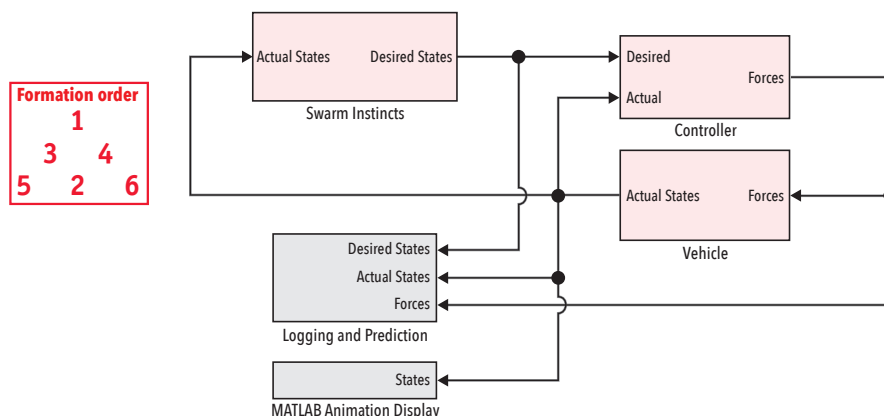 Formation order
1
3 4
5 2 6
Actual States Desired States
Swarm Instincts
Desired
Forces
Actual
Controller
Actual States Forces
Vehicle
Desired States
Actual States
Forces
Logging and Prediction
States
MATLAB Animation Display